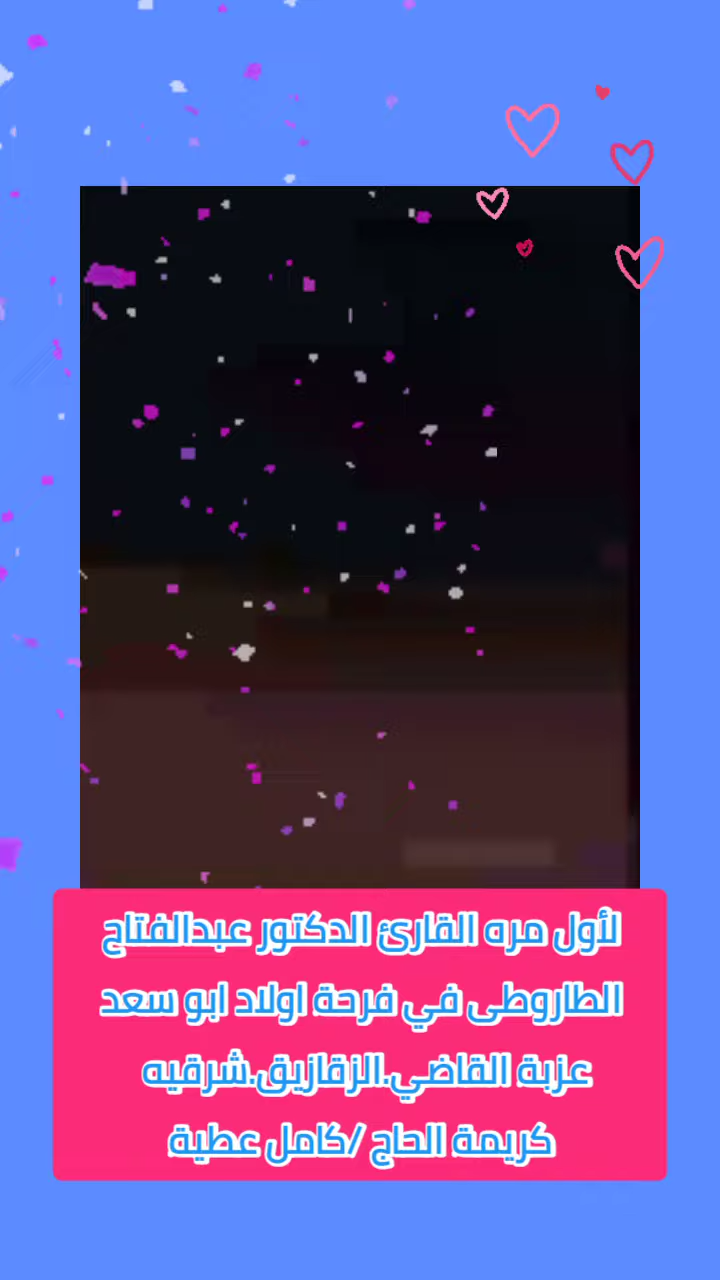 لأول مره القارئ الدكتور عبدالفتاح
الطاروطى في فرحة اولاد ابو سعد
عزبة القاضي.الزقازيق.شرقيه
كريمة الحاج /كامل عطية